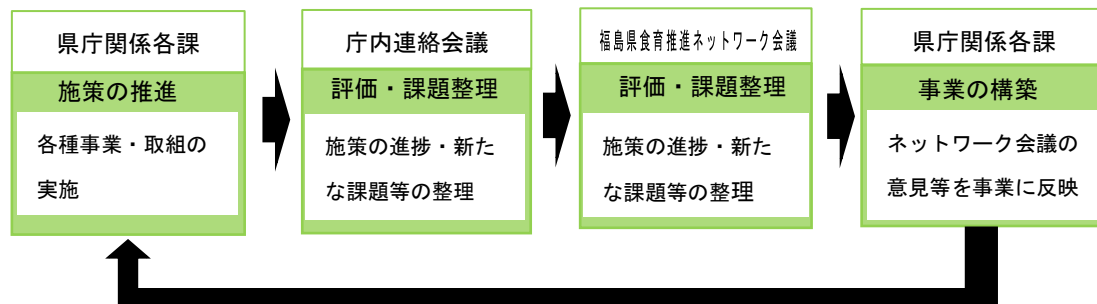 県庁関係各課
施策の推進
各種事業・取組の
実施
庁内連絡会議
評価・課題整理
施策の進捗・新た
な課題等の整理
福島県食育推進ネットワーク会議
評価・課題整理
施策の進捗・新た
な課題等の整理
県庁関係各課
事業の構築
ネットワーク会議の
意見等を事業に反映